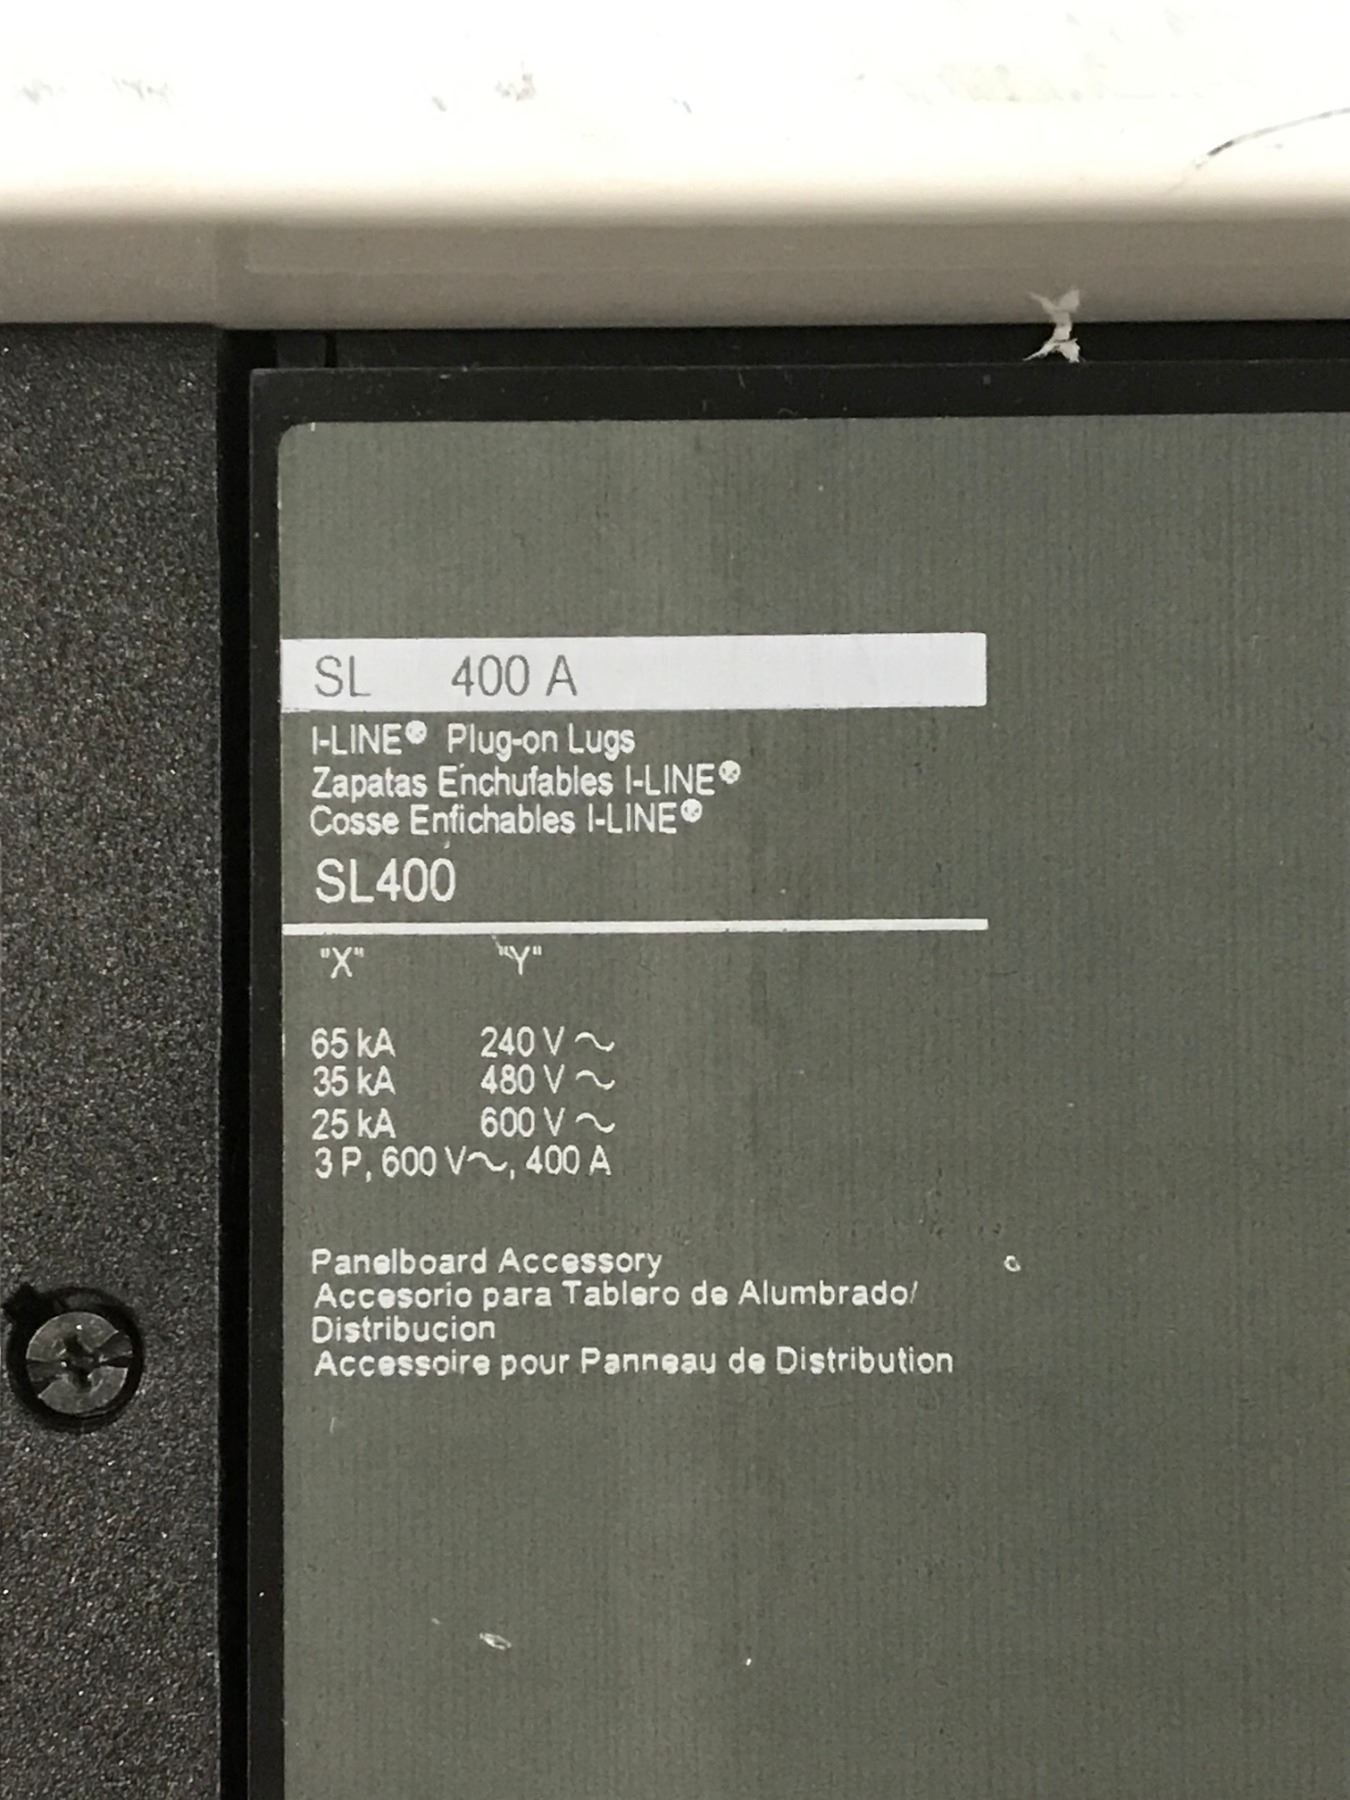 SL 400 A
I-LINE® Plug-on Lugs
Zapatas Enchufables I-LINE®
Cosse Enfichables I-LINE®
SL400
"X" "Y"
65 kA 240 V ~
35 kA 480 V ~
25 kA 600 V ~
3 P, 600 V~, 400 A
Panelboard Accessory
Accesorio para Tablero de Alumbrado/
Distribucion
Accessoire pour Panneau de Distribution